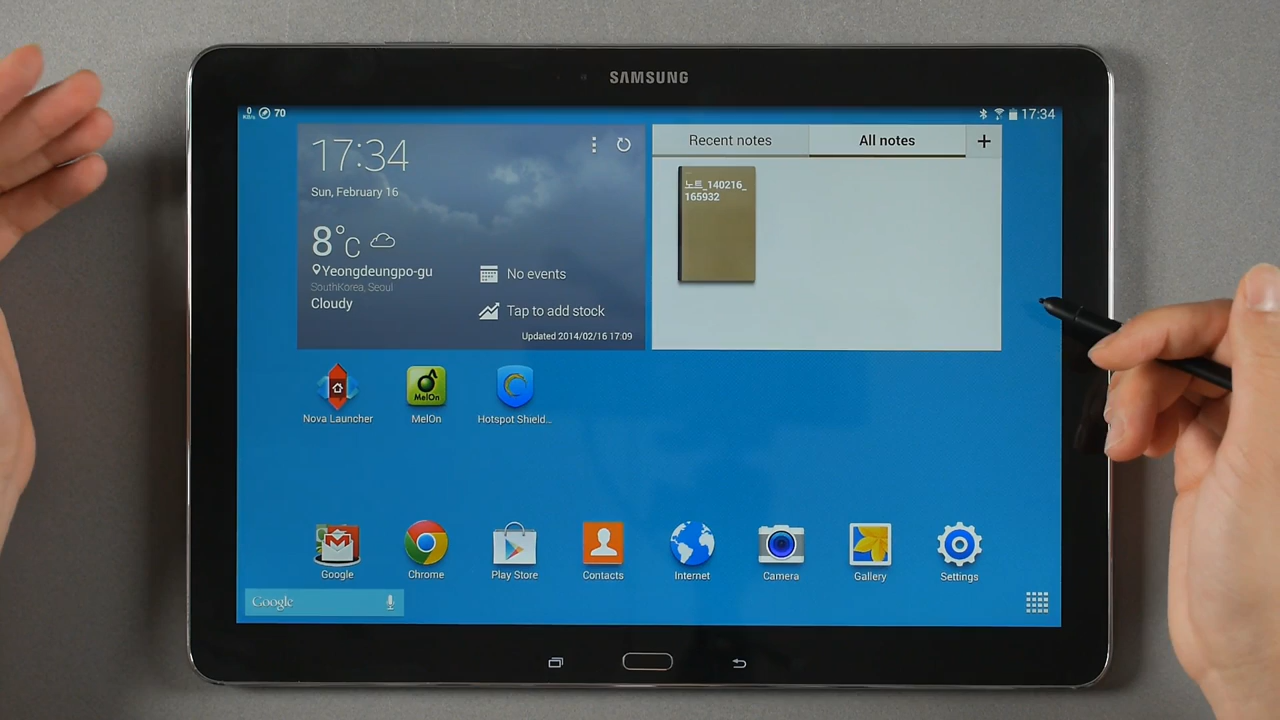 SAMSUNG
0
KB/s
70
17:34
17:34
Sun, February 16
8°C
Yeongdeungpo-gu
SouthKorea, Seoul
Cloudy
No events
Tap to add stock
Updated 2014/02/16 17:09
Recent notes
All notes
+
노트_140216_
165932
Nova Launcher
MelOn
MelOn
Hotspot Shield...
Google
Chrome
Play Store
Contacts
Internet
Camera
Gallery
Settings
Google